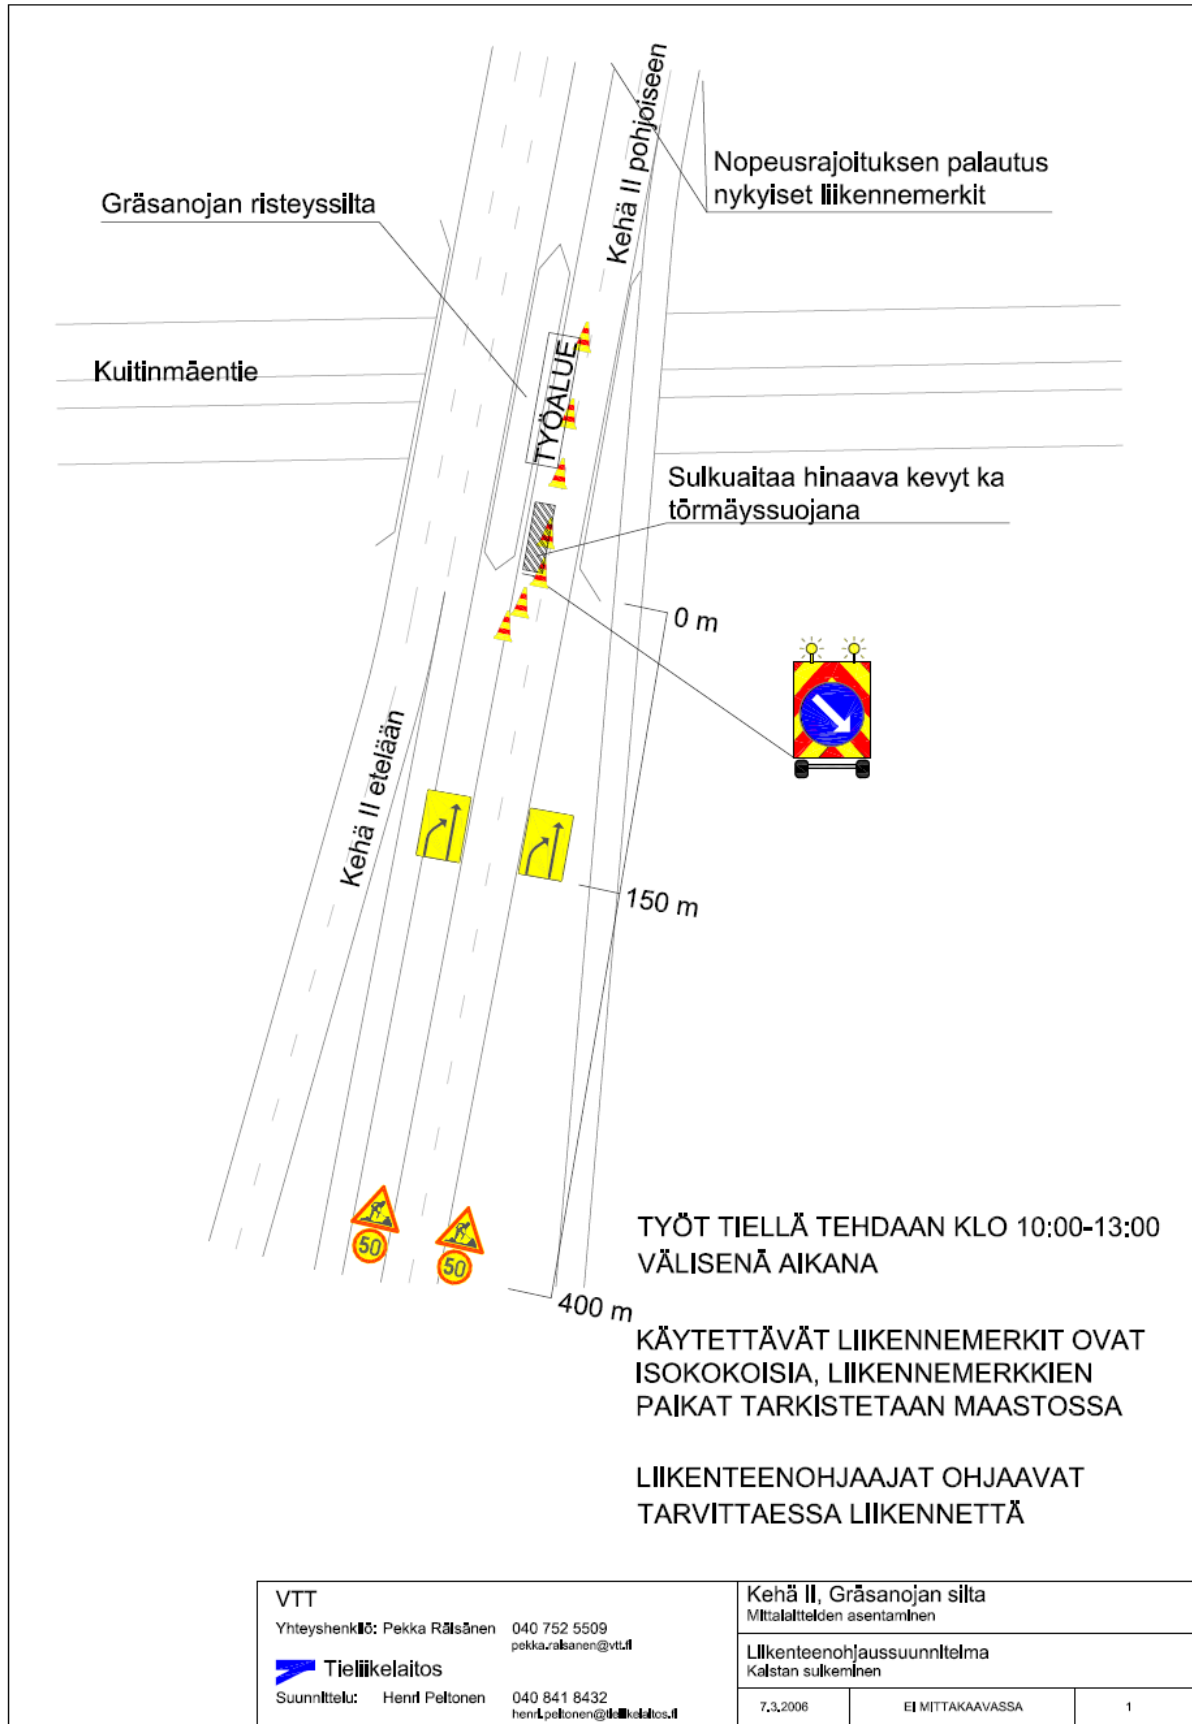 Kehä II pohjoiseen
Nopeusrajoituksen palautus
nykyiset liikennemerkit
Gräsanojan risteyssilta
Kuitinmäentie
TYÖALUE
Sulkuaitaa hinaava kevyt ka
törmäyssuojana
0 m
Kehä II etelään
150 m
50
50
400 m
TYÖT TIELLÄ TEHDAAN KLO 10:00-13:00
VÄLISENÄ AIKANA
KÄYTETTÄVÄT LIIKENNEMERKIT OVAT
ISOKOKOISIA, LIIKENNEMERKKIEN
PAIKAT TARKISTETAAN MAASTOSSA
LIIKENTEENOHJAAJAT OHJAAVAT
TARVITTAESSA LIIKENNETTÄ
VTT
Yhteyshenkilö: Pekka Räisänen 040 752 5509
pekka.raisanen@vtt.fi
Tieliikelaitos
Suunnittelu: Henri Peltonen 040 841 8432
henri.peltonen@tieliikelaitos.fi
Kehä II, Gräsanojan silta
Mittalaitteiden asentaminen
Liikenteenohjaussuunnitelma
Kaistan sulkeminen
7.3.2006 EI MITTAKAAVASSA 1